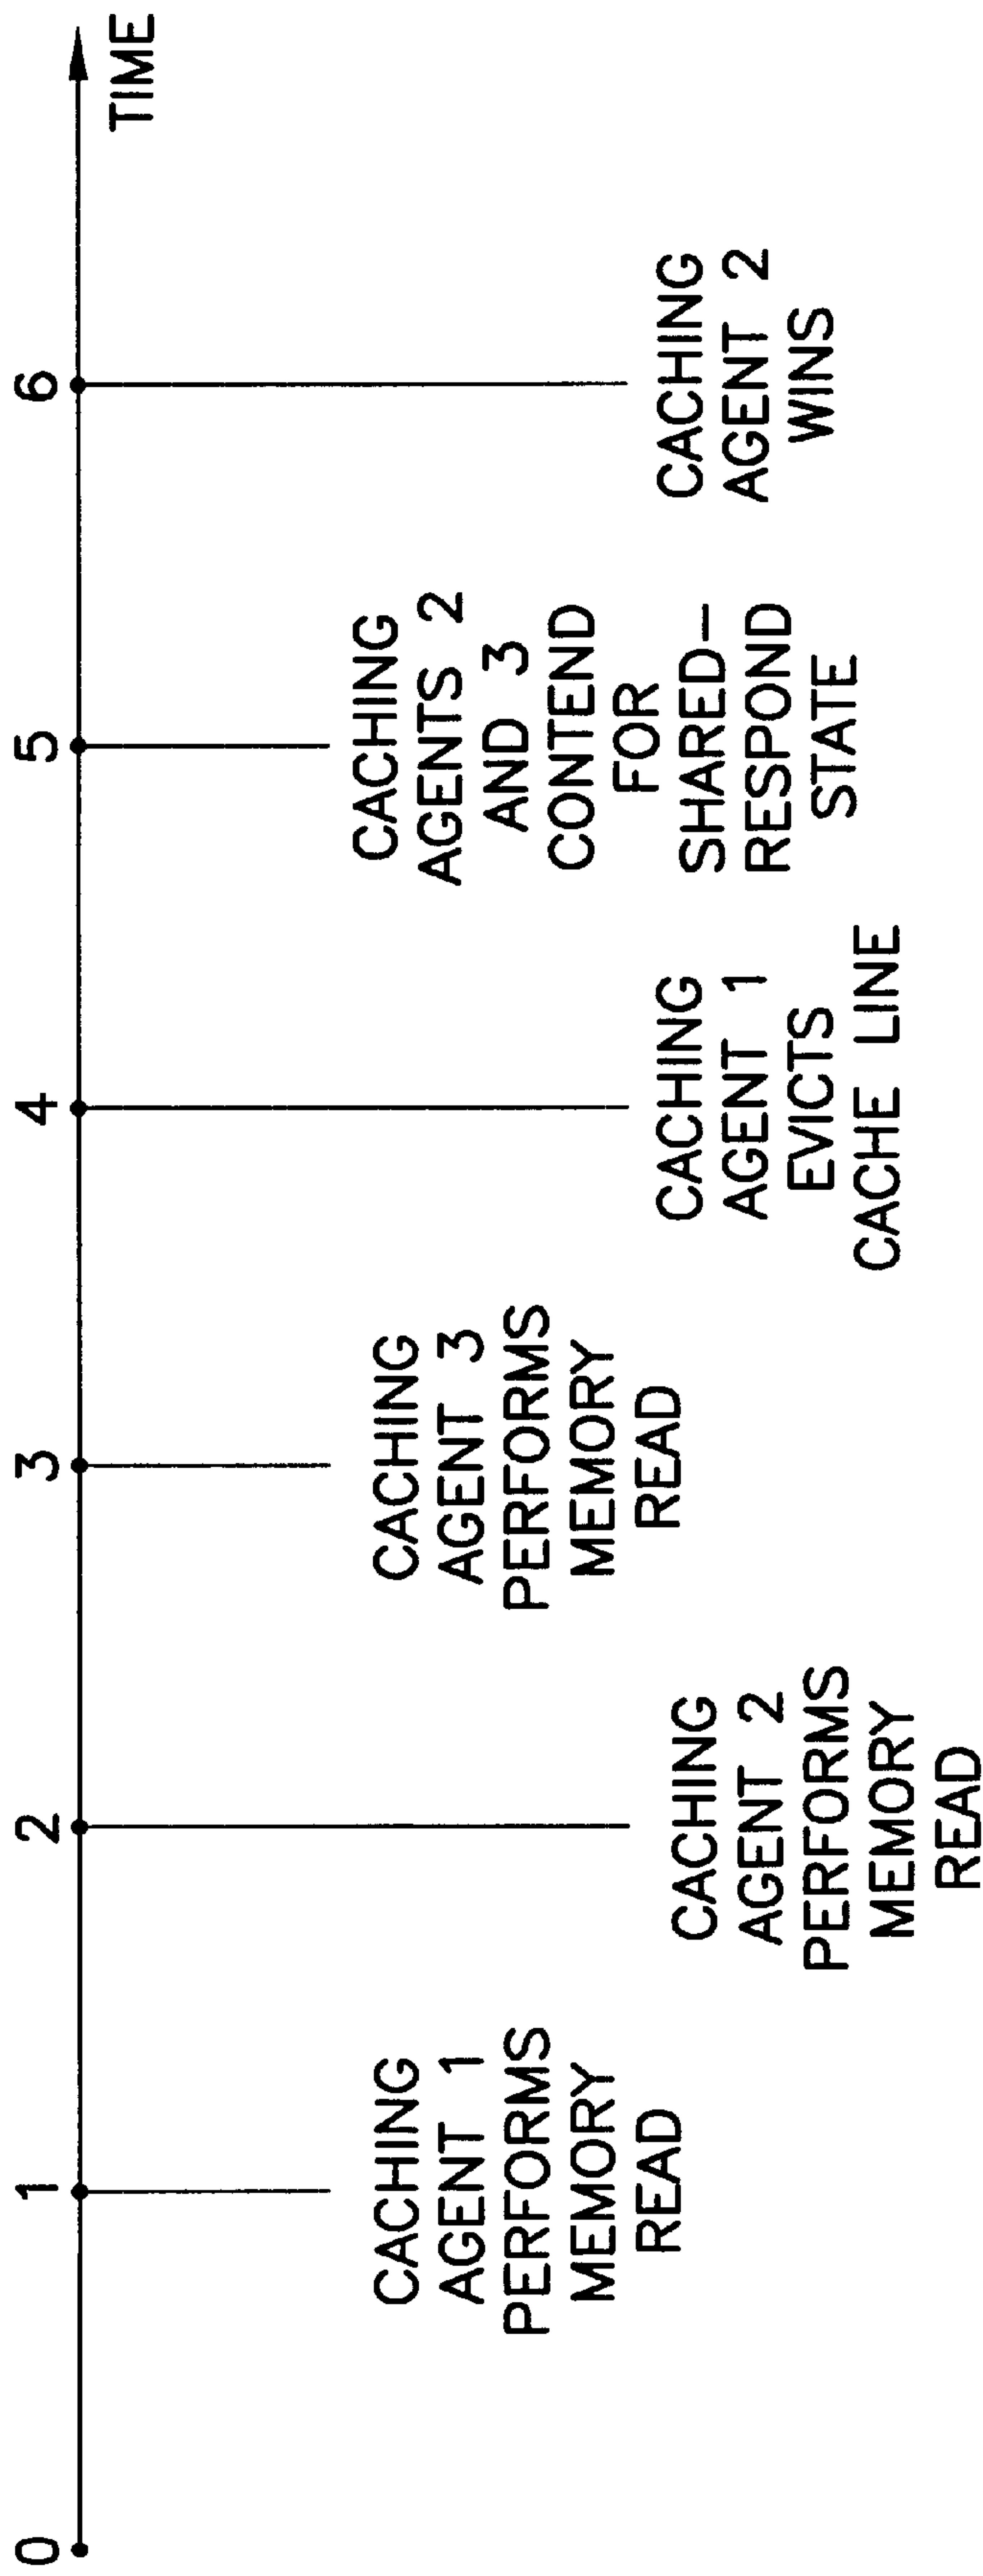 0
1
2
3
4
5
6
TIME
CACHING
AGENT 1
PERFORMS
MEMORY
READ
CACHING
AGENT 2
PERFORMS
MEMORY
READ
CACHING
AGENT 3
PERFORMS
MEMORY
READ
CACHING
AGENT 1
EVICTS
CACHE LINE
CACHING
AGENTS 2
AND 3
CONTEND
FOR
SHARED–
RESPOND
STATE
CACHING
AGENT 2
WINS